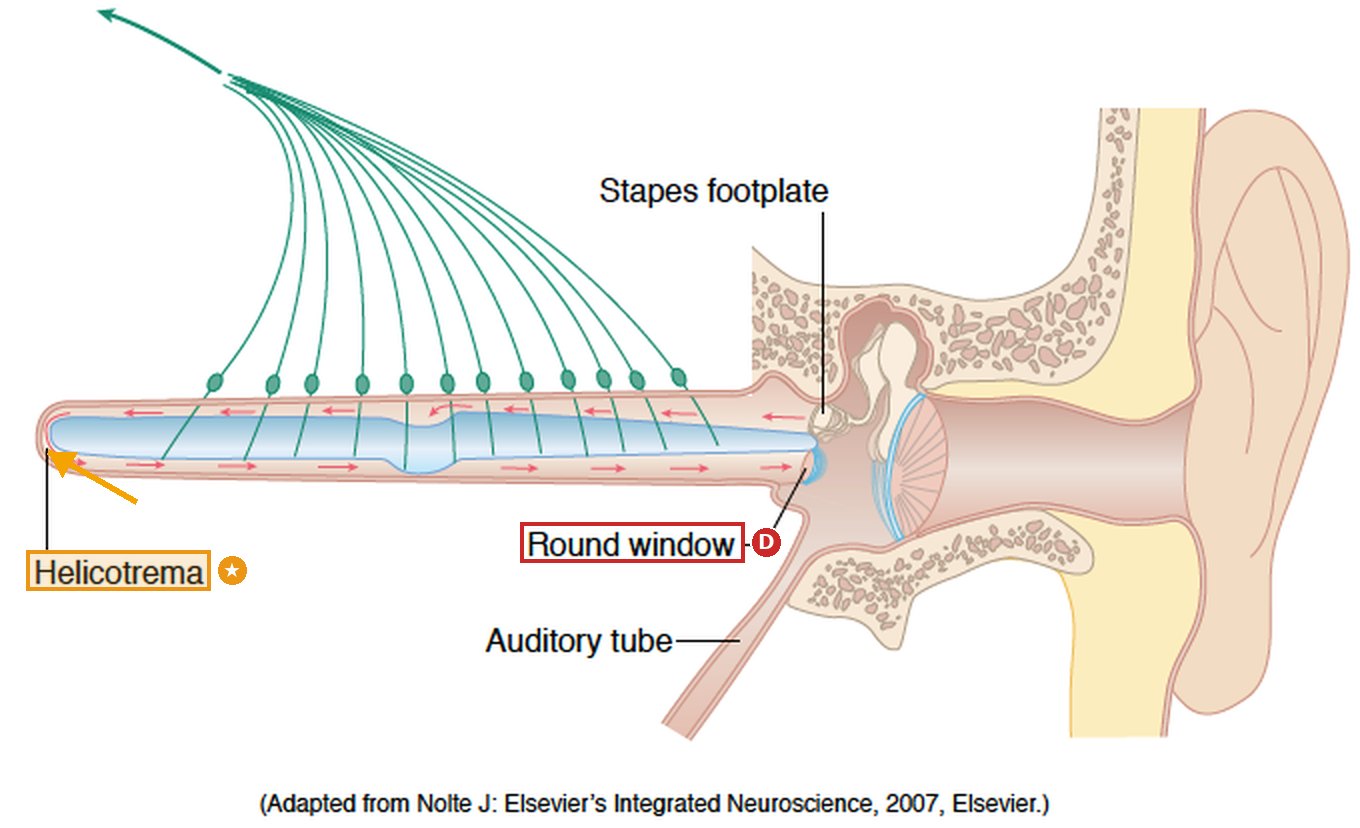 Stapes footplate
Round window
D
Helicotrema
Auditory tube
(Adapted from Nolte J: Elsevier's Integrated Neuroscience, 2007, Elsevier.)